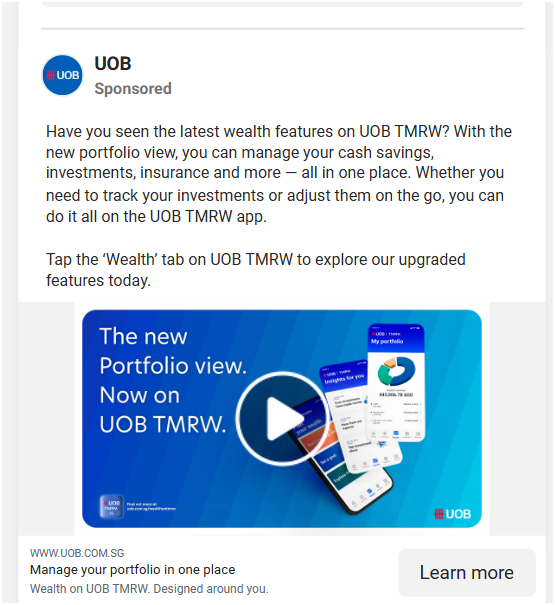 UOB
UOB
Sponsored
Have you seen the latest wealth features on UOB TMRW? With the
new portfolio view, you can manage your cash savings,
investments, insurance and more — all in one place. Whether you
need to track your investments or adjust them on the go, you can
do it all on the UOB TMRW app.
Tap the ‘Wealth’ tab on UOB TMRW to explore our upgraded
features today.
The new
Portfolio view.
Now on
UOB TMRW.
UOB TMRW
My portfolio
UOB TMRW
Insights for you
UOB
TMRW
Find out more at
UOB
WWW.UOB.COM.SG
Manage your portfolio in one place
Wealth on UOB TMRW. Designed around you.
Learn more